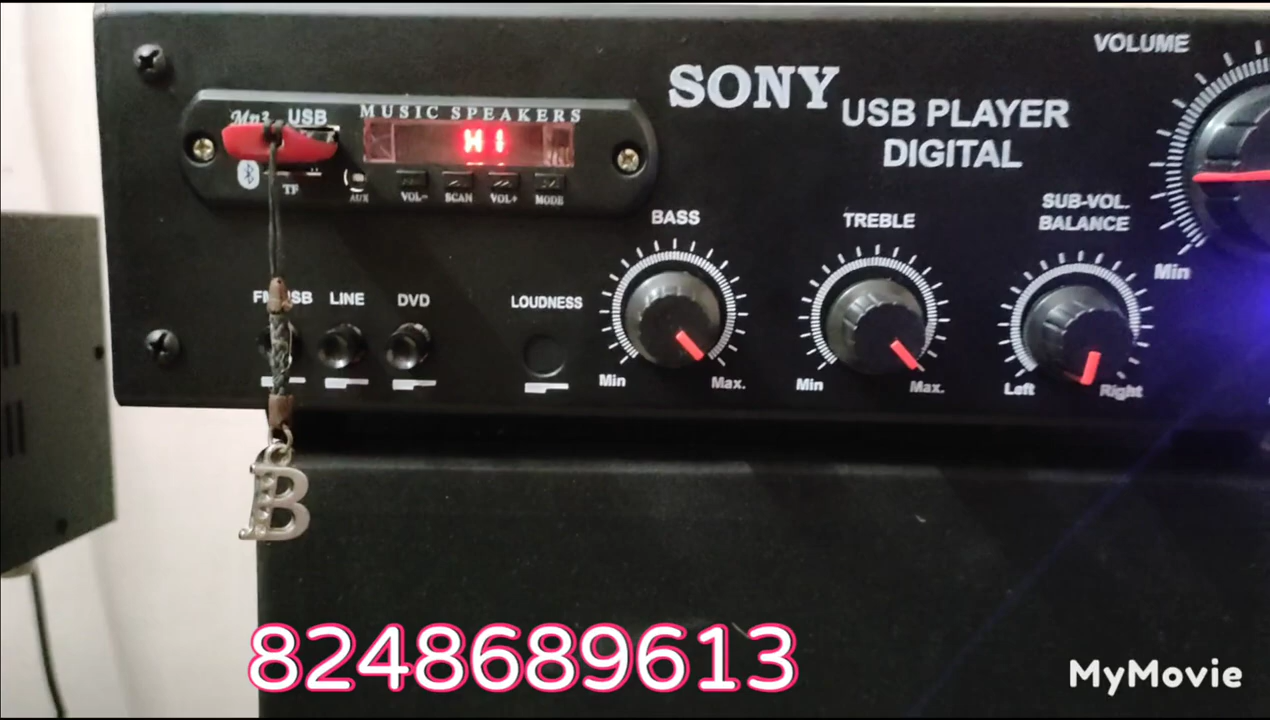 VOLUME
SONY
USB PLAYER
DIGITAL
Mp3 USB
MUSIC SPEAKERS
HI
TF
AUX
VOL-
SCAN
VOL+
MODE
BASS
TREBLE
SUB-VOL.
BALANCE
Min
LINE
DVD
LOUDNESS
Min
Max.
Min
Max.
Left
Right
B
8248689613
MyMovie